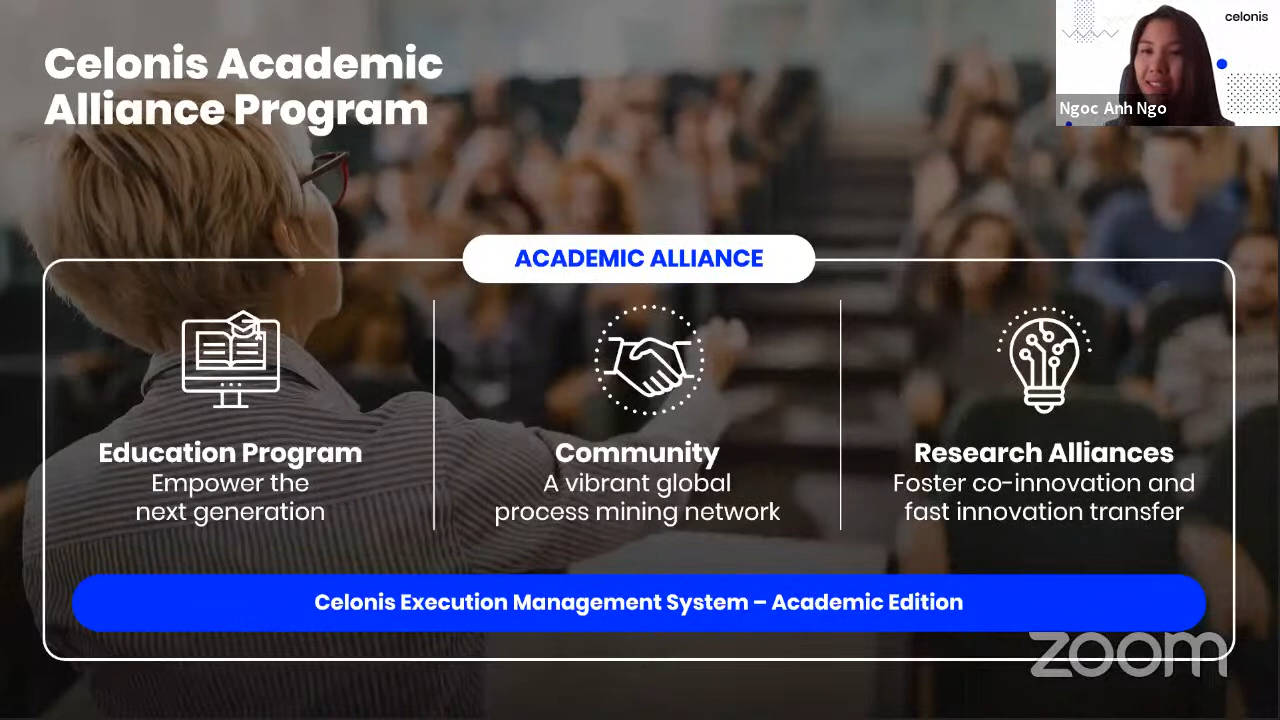 Celonis Academic
Alliance Program
celonis
Ngoc Anh Ngo
ACADEMIC ALLIANCE
Education Program
Empower the
next generation
Community
A vibrant global
process mining network
Research Alliances
Foster co-innovation and
fast innovation transfer
Celonis Execution Management System – Academic Edition
zoom